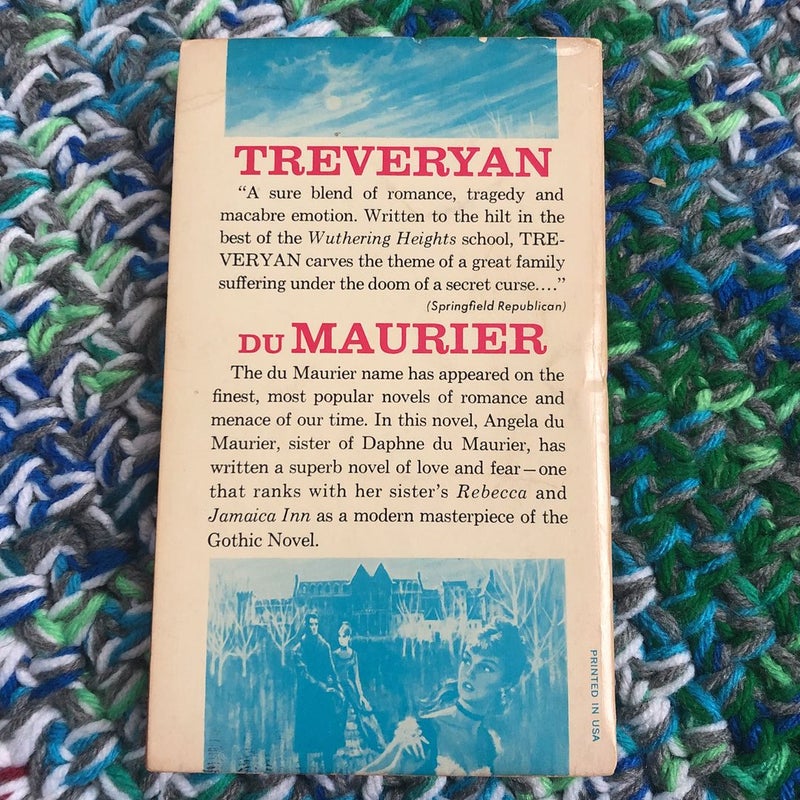 TREVERYAN
“A sure blend of romance, tragedy and
macabre emotion. Written to the hilt in the
best of the Wuthering Heights school, TRE-
VERYAN carves the theme of a great family
suffering under the doom of a secret curse....”
(Springfield Republican)
DU MAURIER
The du Maurier name has appeared on the
finest, most popular novels of romance and
menace of our time. In this novel, Angela du
Maurier, sister of Daphne du Maurier, has
written a superb novel of love and fear—one
that ranks with her sister’s Rebecca and
Jamaica Inn as a modern masterpiece of the
Gothic Novel.
PRINTED IN USA